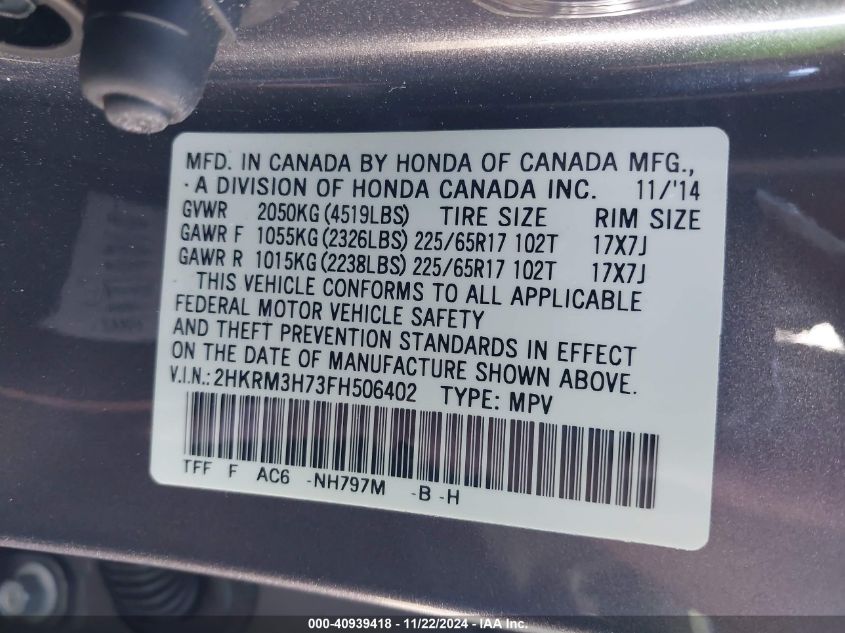 MFD. IN CANADA BY HONDA OF CANADA MFG.,
A DIVISION OF HONDA CANADA INC. 11/'14
GVWR 2050KG (4519LBS) TIRE SIZE RIM SIZE
GAWR F 1055KG (2326LBS) 225/65R17 102T 17X7J
GAWR R 1015KG (2238LBS) 225/65R17 102T 17X7J
THIS VEHICLE CONFORMS TO ALL APPLICABLE
FEDERAL MOTOR VEHICLE SAFETY
AND THEFT PREVENTION STANDARDS IN EFFECT
ON THE DATE OF MANUFACTURE SHOWN ABOVE.
V.I.N.: 2HKRM3H73FH506402 TYPE: MPV
TFF F AC6 -NH797M -B -H
000-40939418 - 11/22/2024 - IAA Inc.